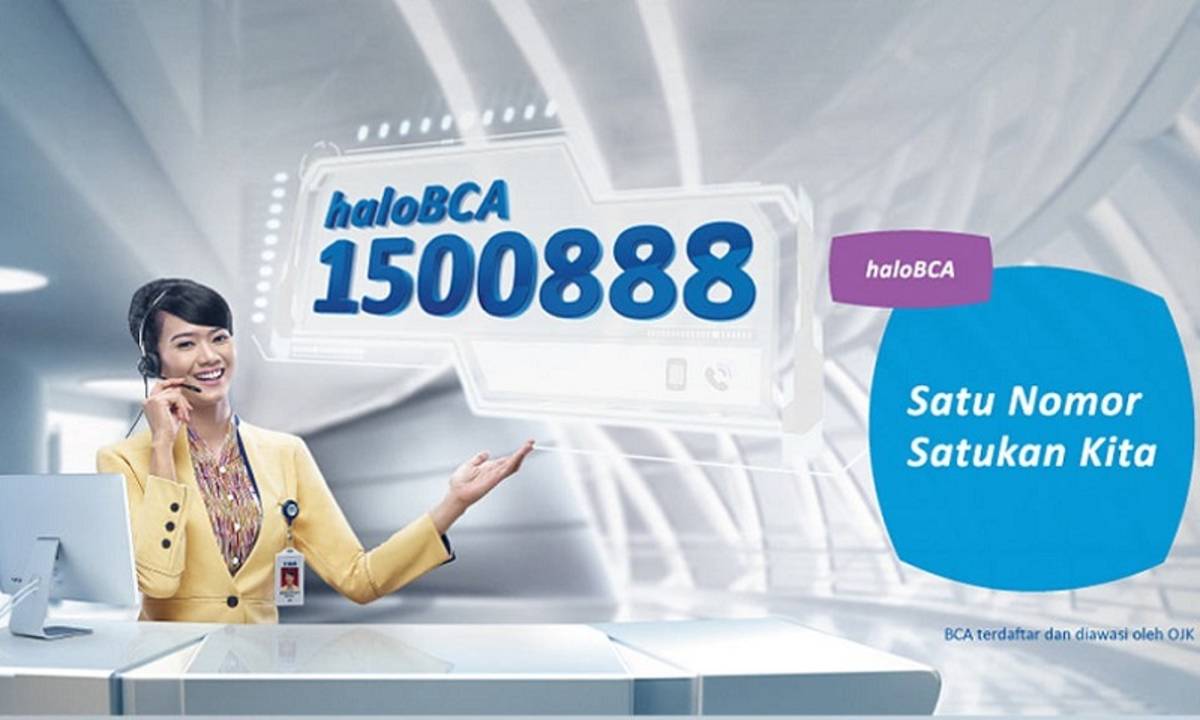 haloBCA
1500888
haloBCA
Satu Nomor
Satukan Kita
BCA terdaftar dan diawasi oleh OJK